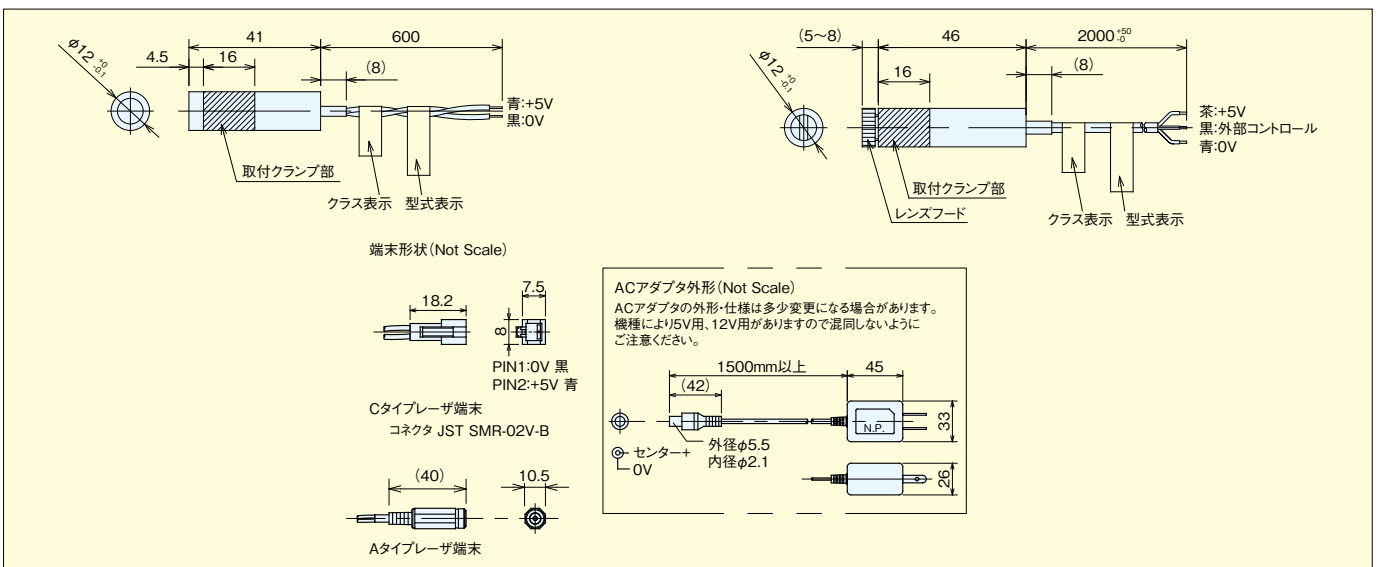 41
600
4.5
16
(8)
φ12 +0 -0.1
青:+5V
黒:0V
取付クランプ部
クラス表示
型式表示
(5~8)
46
2000 +50 -0
16
(8)
φ12 +0 -0.1
茶:+5V
黒:外部コントロール
青:0V
取付クランプ部
レンズフード
クラス表示
型式表示
端末形状(Not Scale)
18.2
7.5
8
PIN1:0V 黒
PIN2:+5V 青
Cタイプレーザ端末
コネクタ JST SMR-02V-B
(40)
10.5
Aタイプレーザ端末
ACアダプタ外形(Not Scale)
ACアダプタの外形・仕様は多少変更になる場合があります。
機種により5V用、12V用がありますので混同しないように
ご注意ください。
1500mm以上
45
(42)
33
N.P.
外径φ5.5
内径φ2.1
センター+
0V
26